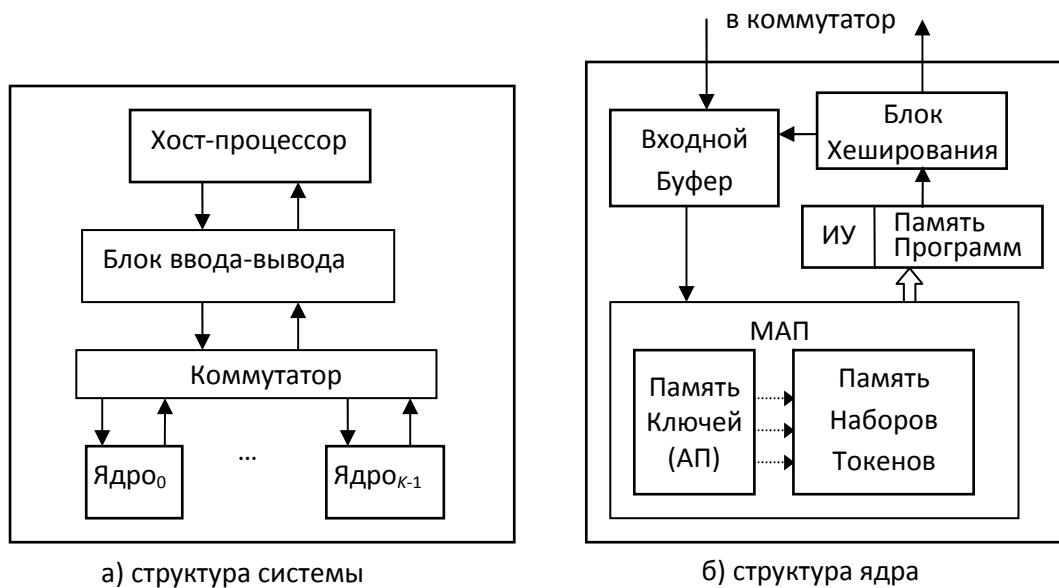 Хост-процессор
Блок ввода-вывода
Коммутатор
Ядро0
...
ЯдроK-1
а) структура системы
в коммутатор
Входной
Буфер
Блок
Хеширования
ИУ
Память
Программ
МАП
Память
Ключей
(АП)
Память
Наборов
Токенов
б) структура ядра